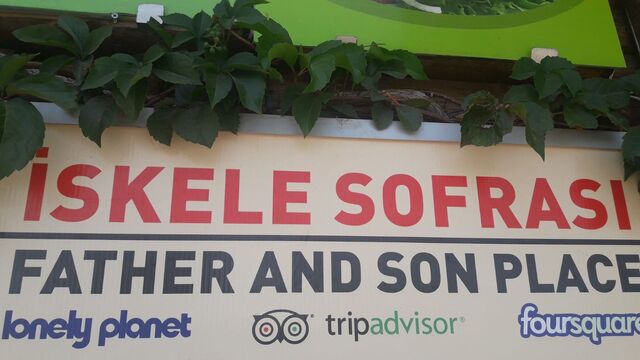 İSKELE SOFRASI
FATHER AND SON PLACE
lonely planet tripadvisor® foursquare